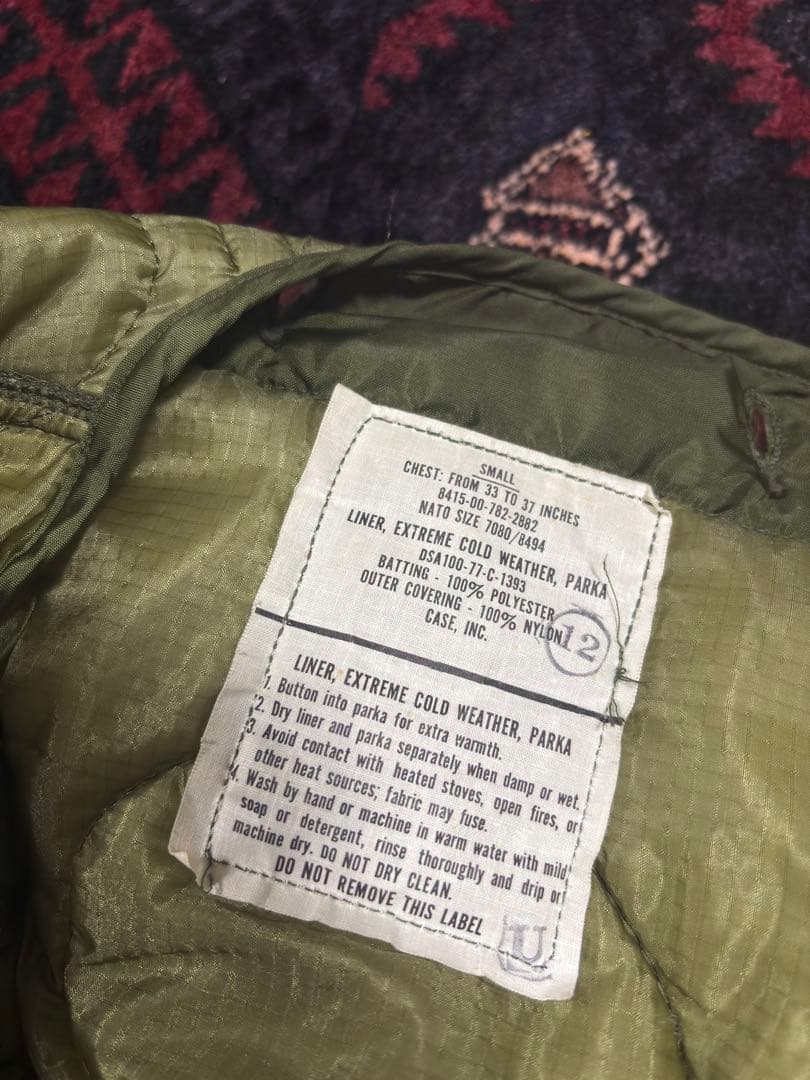 SMALL
CHEST: FROM 33 TO 37 INCHES
8415-00-782-2882
NATO SIZE 7080/8494
LINER, EXTREME COLD WEATHER, PARKA
DSA100-77-C-1393
BATTING - 100% POLYESTER
OUTER COVERING - 100% NYLON
CASE, INC.
12
LINER, EXTREME COLD WEATHER, PARKA
1. Button into parka for extra warmth.
2. Dry liner and parka separately when damp or wet.
3. Avoid contact with heated stoves, open fires, or
other heat sources; fabric may fuse.
4. Wash by hand or machine in warm water with mild
soap or detergent, rinse thoroughly and drip or
machine dry. DO NOT DRY CLEAN.
DO NOT REMOVE THIS LABEL
U